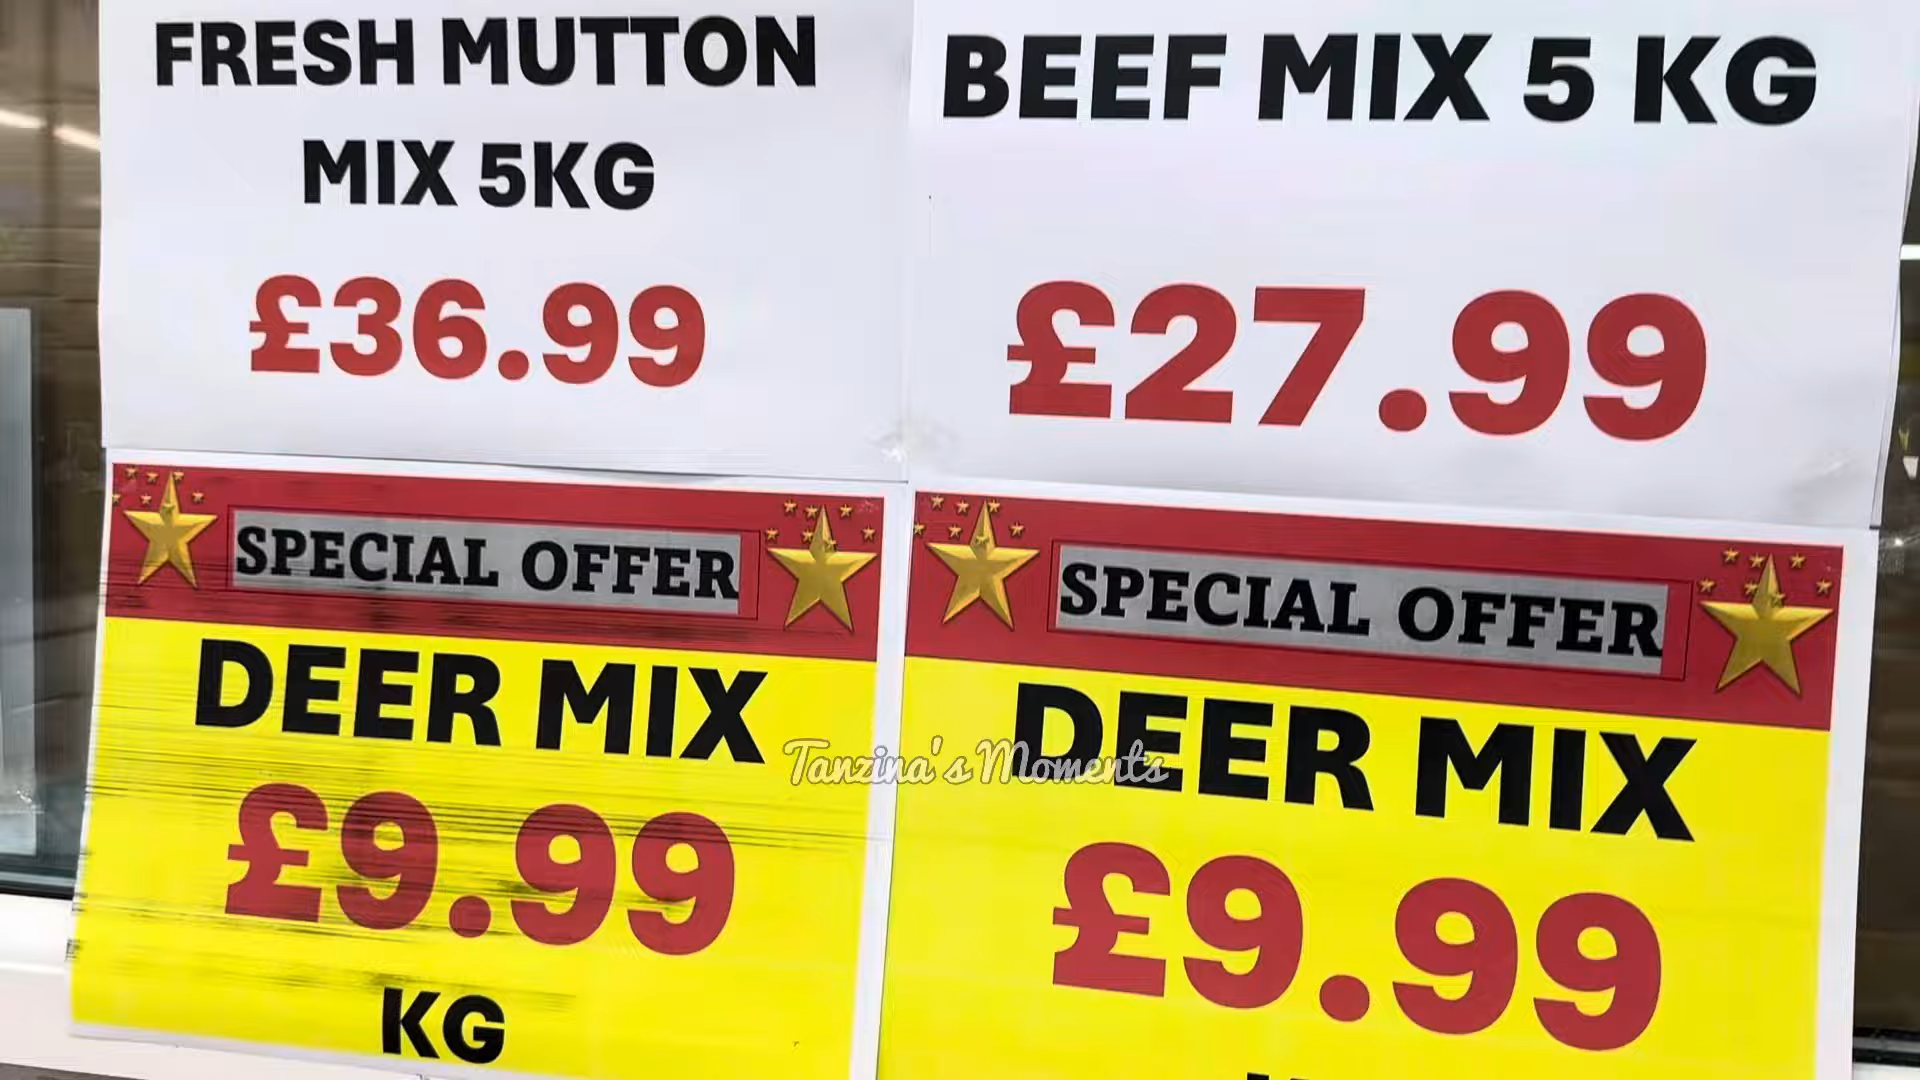 FRESH MUTTON
MIX 5KG
£36.99
BEEF MIX 5 KG
£27.99
SPECIAL OFFER
DEER MIX
£9.99
KG
SPECIAL OFFER
DEER MIX
£9.99
Tanzina's Moments